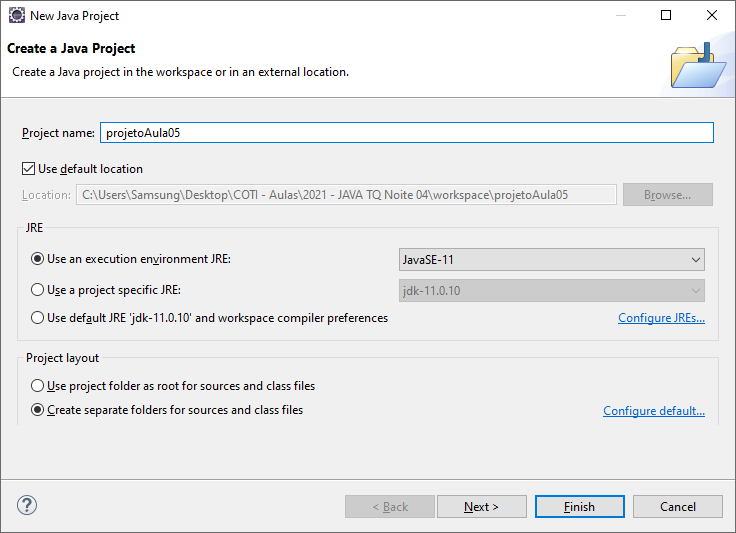 New Java Project
Create a Java Project
Create a Java project in the workspace or in an external location.
Project name: projetoAula05
Use default location
Location: C:\Users\Samsung\Desktop\COTI - Aulas\2021 - JAVA TQ Noite 04\workspace\projetoAula05 Browse...
JRE
Use an execution environment JRE: JavaSE-11
Use a project specific JRE: jdk-11.0.10
Use default JRE 'jdk-11.0.10' and workspace compiler preferences Configure JREs...
Project layout
Use project folder as root for sources and class files
Create separate folders for sources and class files Configure default...
? < Back Next > Finish Cancel